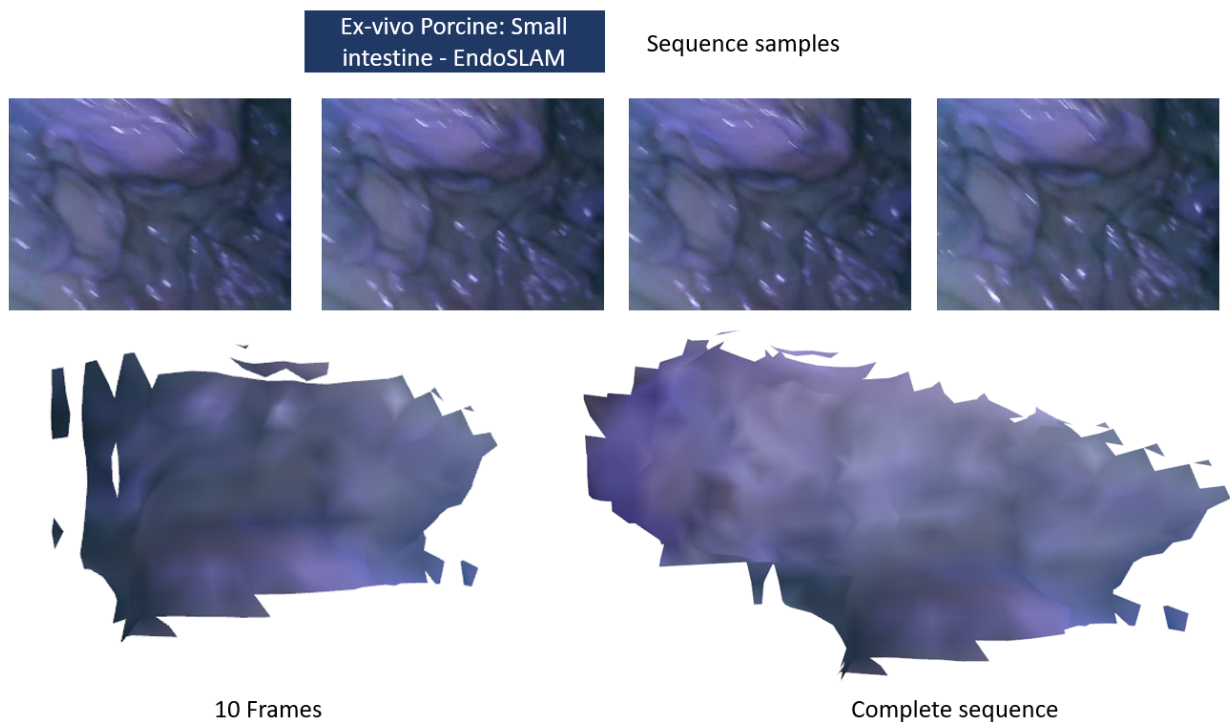 Ex-vivo Porcine: Small
intestine - EndoSLAM
Sequence samples
10 Frames
Complete sequence